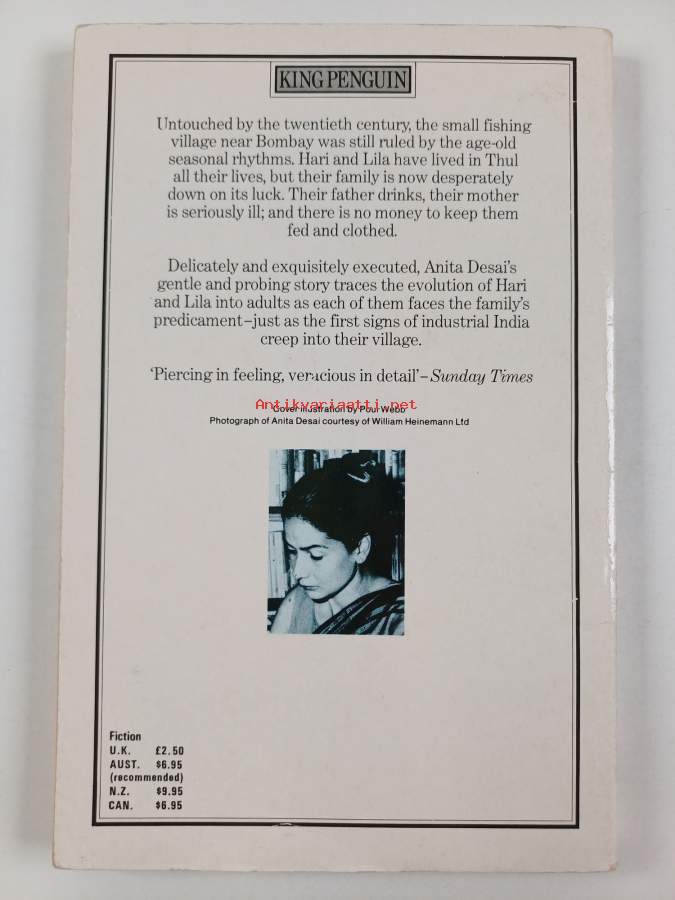 KING PENGUIN
Untouched by the twentieth century, the small fishing
village near Bombay was still ruled by the age-old
seasonal rhythms. Hari and Lila have lived in Thul
all their lives, but their family is now desperately
down on its luck. Their father drinks, their mother
is seriously ill; and there is no money to keep them
fed and clothed.
Delicately and exquisitely executed, Anita Desai's
gentle and probing story traces the evolution of Hari
and Lila into adults as each of them faces the family's
predicament–just as the first signs of industrial India
creep into their village.
'Piercing in feeling, veracious in detail'–Sunday Times
Antikvariaatti.net
Cover illustration by Poul Webb
Photograph of Anita Desai courtesy of William Heinemann Ltd
Fiction
U.K. £2.50
AUST. $6.95
(recommended)
N.Z. $9.95
CAN. $6.95